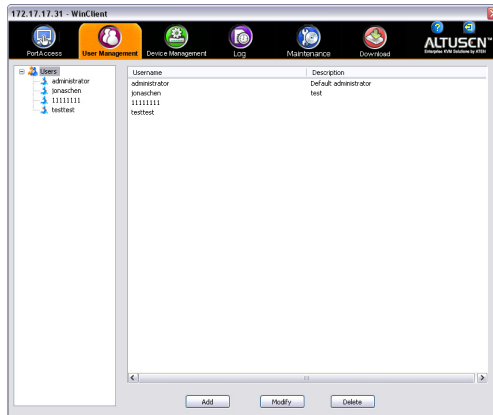 172.17.17.31 - WinClient
PortAccess
User Management
Device Management
Log
Maintenance
Download
ALTUSEN™
Enterprise KVM Solutions by ATEN
Users
administrator
jonaschen
11111111
testtest
Username Description
administrator Default administrator
jonaschen test
11111111
testtest
Add Modify Delete